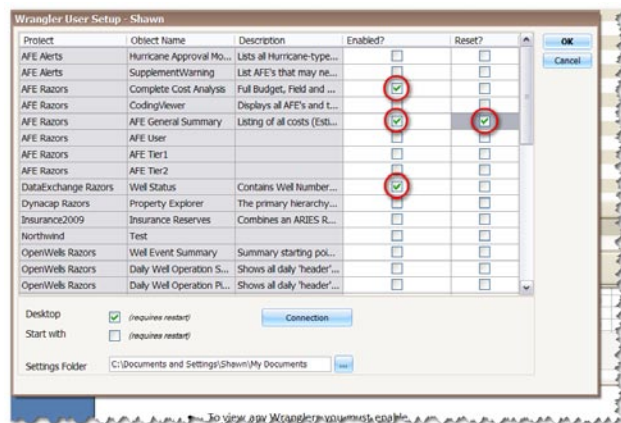 Wrangler User Setup - Shawn
Project Object Name Description Enabled? Reset?
AFE Alerts Hurricane Approval Mo... Lists all Hurricane-type...
AFE Alerts SupplementWarning List AFE's that may ne...
AFE Razors Complete Cost Analysis Full Budget, Field and ...
AFE Razors CodingViewer Displays all AFE's and t...
AFE Razors AFE General Summary Listing of all costs (Esti...
AFE Razors AFE User
AFE Razors AFE Tier1
AFE Razors AFE Tier2
DataExchange Razors Well Status Contains Well Number...
Dynacap Razors Property Explorer The primary hierarchy...
Insurance2009 Insurance Reserves Combines an ARIES R...
Northwind Test
OpenWells Razors Well Event Summary Summary starting poi...
OpenWells Razors Daily Well Operation S... Shows all daily 'header'...
OpenWells Razors Daily Well Operation Pi... Shows all daily 'header'...
OK
Cancel
Desktop (requires restart) Connection
Start with (requires restart)
Settings Folder C:\Documents and Settings\Shawn\My Documents ...
To view any Wranglers you must enable